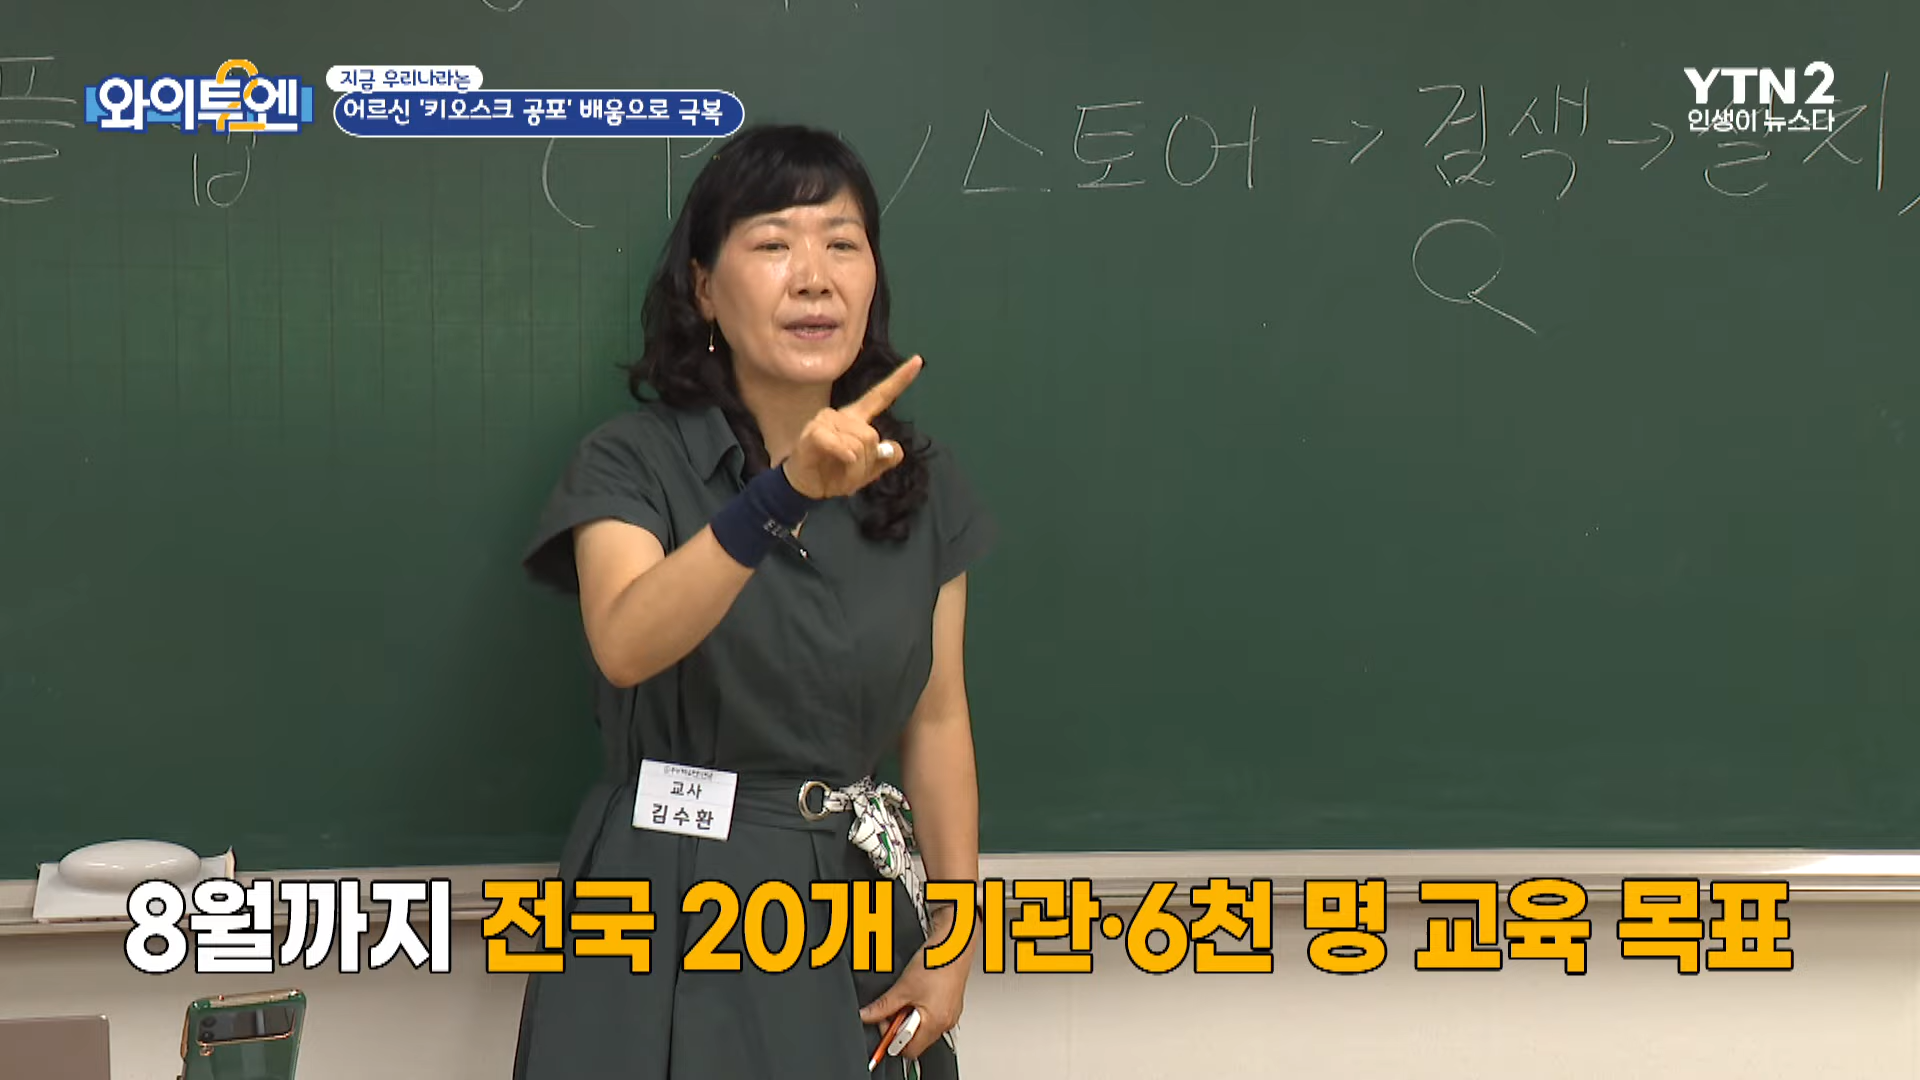 지금 우리나라는
와이투엔
어르신 '키오스크 공포' 배움으로 극복
YTN2
인생이 뉴스다
플 앱 ( ) 스토어 → 검색 → 설치
Q
교사
김수환
8월까지 전국 20개 기관·6천 명 교육 목표